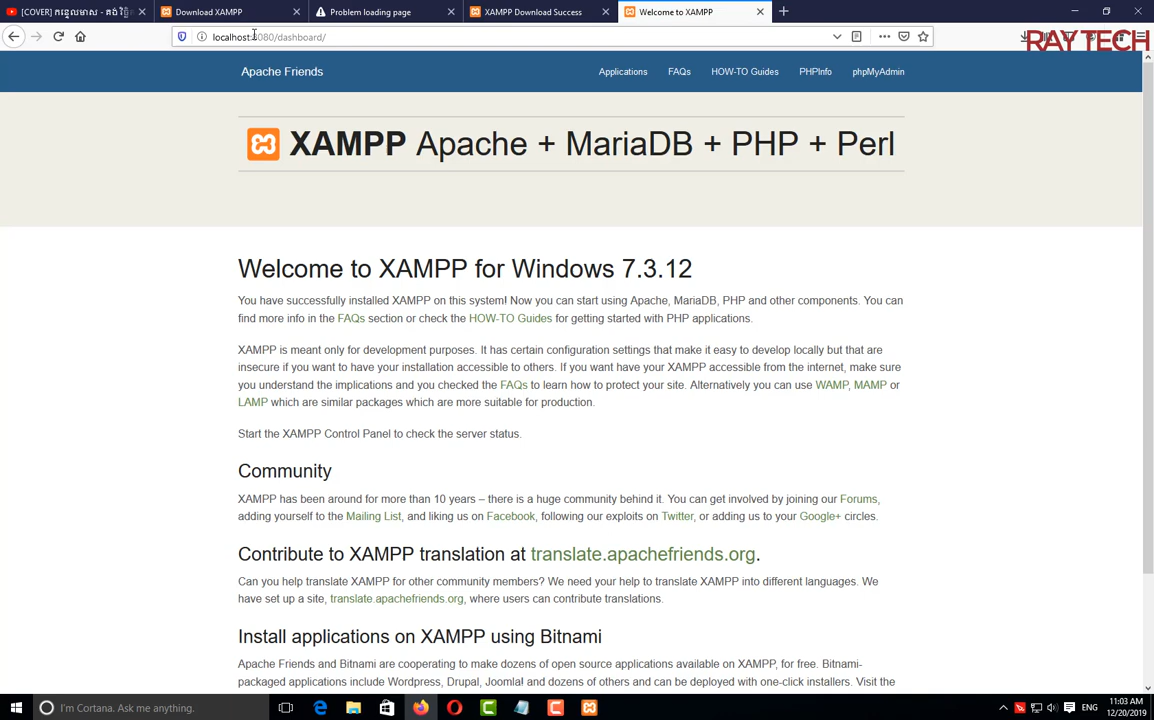 [COVER] កន្ទេលមាស - គង់ វិទ្ធិ
Download XAMPP
Problem loading page
XAMPP Download Success
Welcome to XAMPP
localhost:8080/dashboard/
RAY TECH
Apache Friends
Applications
FAQs
HOW-TO Guides
PHPInfo
phpMyAdmin
XAMPP Apache + MariaDB + PHP + Perl
Welcome to XAMPP for Windows 7.3.12
You have successfully installed XAMPP on this system! Now you can start using Apache, MariaDB, PHP and other components. You can
find more info in the FAQs section or check the HOW-TO Guides for getting started with PHP applications.
XAMPP is meant only for development purposes. It has certain configuration settings that make it easy to develop locally but that are
insecure if you want to have your installation accessible to others. If you want have your XAMPP accessible from the internet, make sure
you understand the implications and you checked the FAQs to learn how to protect your site. Alternatively you can use WAMP, MAMP or
LAMP which are similar packages which are more suitable for production.
Start the XAMPP Control Panel to check the server status.
Community
XAMPP has been around for more than 10 years – there is a huge community behind it. You can get involved by joining our Forums,
adding yourself to the Mailing List, and liking us on Facebook, following our exploits on Twitter, or adding us to your Google+ circles.
Contribute to XAMPP translation at translate.apachefriends.org.
Can you help translate XAMPP for other community members? We need your help to translate XAMPP into different languages. We
have set up a site, translate.apachefriends.org, where users can contribute translations.
Install applications on XAMPP using Bitnami
Apache Friends and Bitnami are cooperating to make dozens of open source applications available on XAMPP, for free. Bitnami-
packaged applications include Wordpress, Drupal, Joomla! and dozens of others and can be deployed with one-click installers. Visit the
I'm Cortana. Ask me anything.
ENG
11:03 AM
12/20/2019